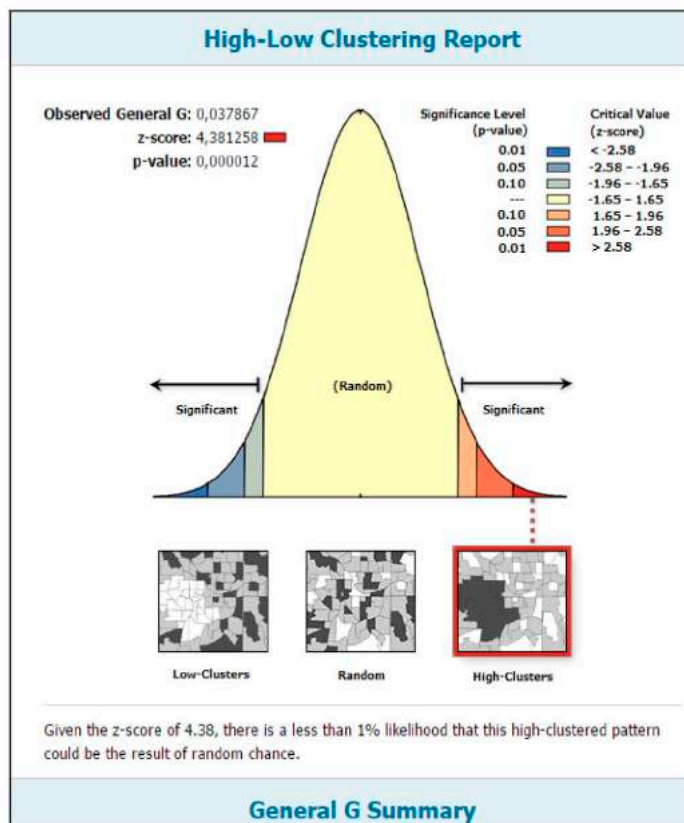 High-Low Clustering Report
Observed General G: 0,037867
z-score: 4,381258
p-value: 0,000012
Significance Level
(p-value)
Critical Value
(z-score)
0.01 < -2.58
0.05 -2.58 – -1.96
0.10 -1.96 – -1.65
--- -1.65 – 1.65
0.10 1.65 – 1.96
0.05 1.96 – 2.58
0.01 > 2.58
(Random)
Significant Significant
Low-Clusters Random High-Clusters
Given the z-score of 4.38, there is a less than 1% likelihood that this high-clustered pattern
could be the result of random chance.
General G Summary